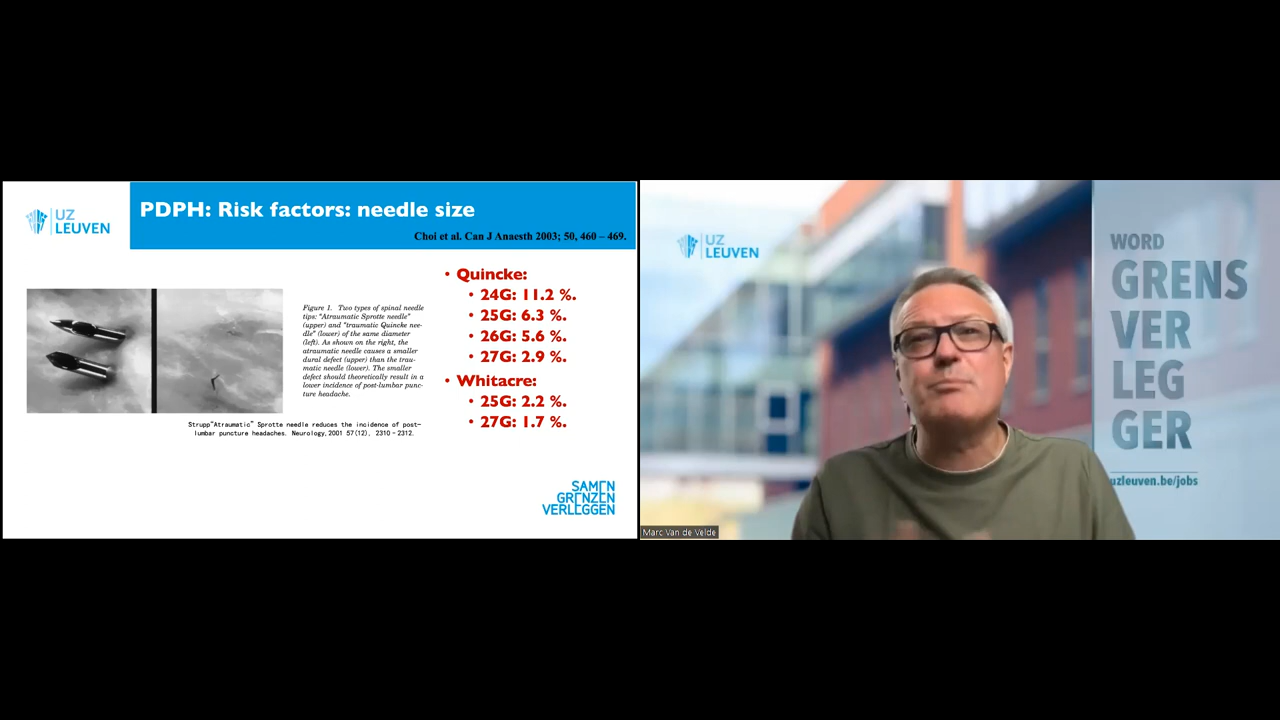 UZ
LEUVEN
PDPH: Risk factors: needle size
Choi et al. Can J Anaesth 2003; 50, 460 – 469.
Figure 1. Two types of spinal needle
tips: "Atraumatic Sprotte needle"
(upper) and "traumatic Quincke nee-
dle" (lower) of the same diameter
(left). As shown on the right, the
atraumatic needle causes a smaller
dural defect (upper) than the trau-
matic needle (lower). The smaller
defect should theoretically result in a
lower incidence of post-lumbar punc-
ture headache.
Strupp"Atraumatic" Sprotte needle reduces the incidence of post-
lumbar puncture headaches. Neurology,2001 57(12), 2310-2312.
• Quincke:
• 24G: 11.2 %.
• 25G: 6.3 %.
• 26G: 5.6 %.
• 27G: 2.9 %.
• Whitacre:
• 25G: 2.2 %.
• 27G: 1.7 %.
SAMEN
GRENZEN
VERLEGGEN
UZ
LEUVEN
WORD
GRENS
VER
LEG
GER
uzleuven.be/jobs
Marc Van de Velde